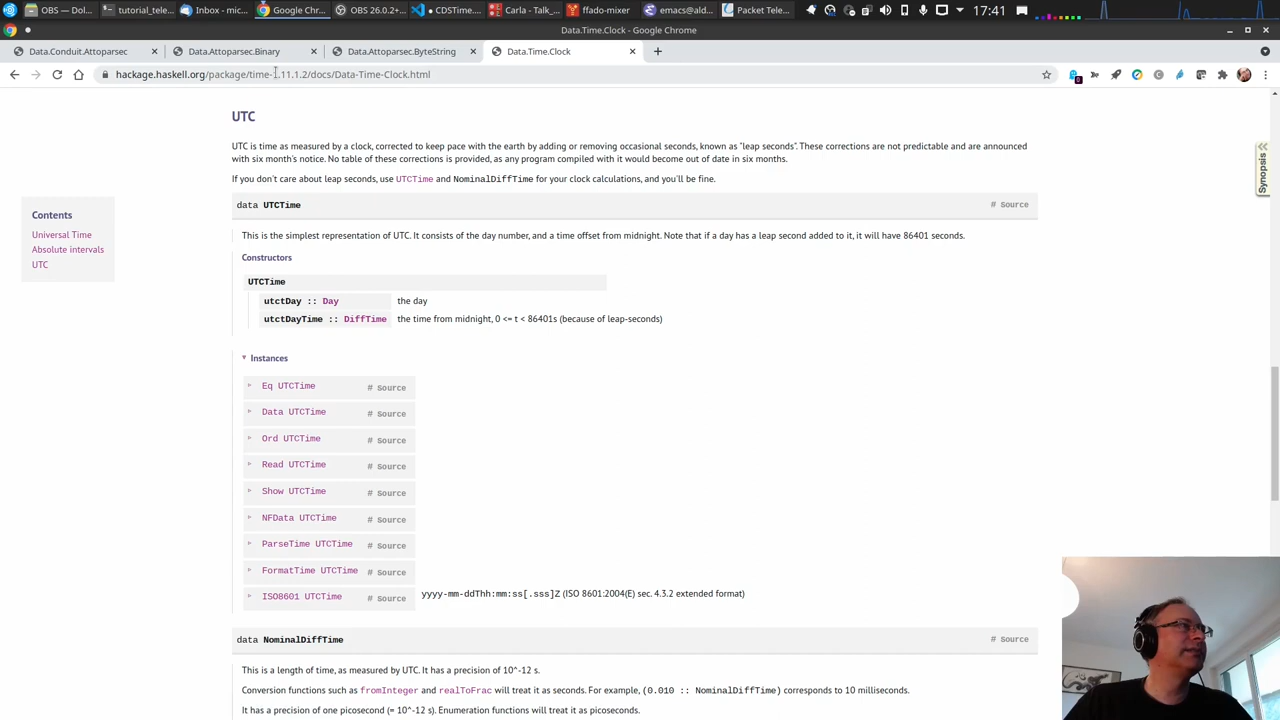 OBS — Dol...
tutorial_tele...
Inbox - mic...
Google Chr...
OBS 26.0.2+...
• Time....
Carla - Talk_...
ffado-mixer
emacs@ald...
Packet Tele...
17:41
Data.Time.Clock - Google Chrome
Data.Conduit.Attoparsec
Data.Attoparsec.Binary
Data.Attoparsec.ByteString
Data.Time.Clock
hackage.haskell.org/package/time-1.11.1.2/docs/Data-Time-Clock.html
UTC
UTC is time as measured by a clock, corrected to keep pace with the earth by adding or removing occasional seconds, known as "leap seconds". These corrections are not predictable and are announced
with six month's notice. No table of these corrections is provided, as any program compiled with it would become out of date in six months.
If you don't care about leap seconds, use UTCTime and NominalDiffTime for your clock calculations, and you'll be fine.
Synopsis
Contents
Universal Time
Absolute intervals
UTC
data UTCTime
# Source
This is the simplest representation of UTC. It consists of the day number, and a time offset from midnight. Note that if a day has a leap second added to it, it will have 86401 seconds.
Constructors
UTCTime
utctDay :: Day the day
utctDayTime :: DiffTime the time from midnight, 0 <= t < 86401s (because of leap-seconds)
Instances
Eq UTCTime # Source
Data UTCTime # Source
Ord UTCTime # Source
Read UTCTime # Source
Show UTCTime # Source
NFData UTCTime # Source
ParseTime UTCTime # Source
FormatTime UTCTime # Source
ISO8601 UTCTime # Source yyyy-mm-ddThh:mm:ss[.sss]Z (ISO 8601:2004(E) sec. 4.3.2 extended format)
data NominalDiffTime
# Source
This is a length of time, as measured by UTC. It has a precision of 10^-12 s.
Conversion functions such as fromInteger and realToFrac will treat it as seconds. For example, (0.010 :: NominalDiffTime) corresponds to 10 milliseconds.
It has a precision of one picosecond (= 10^-12 s). Enumeration functions will treat it as picoseconds.